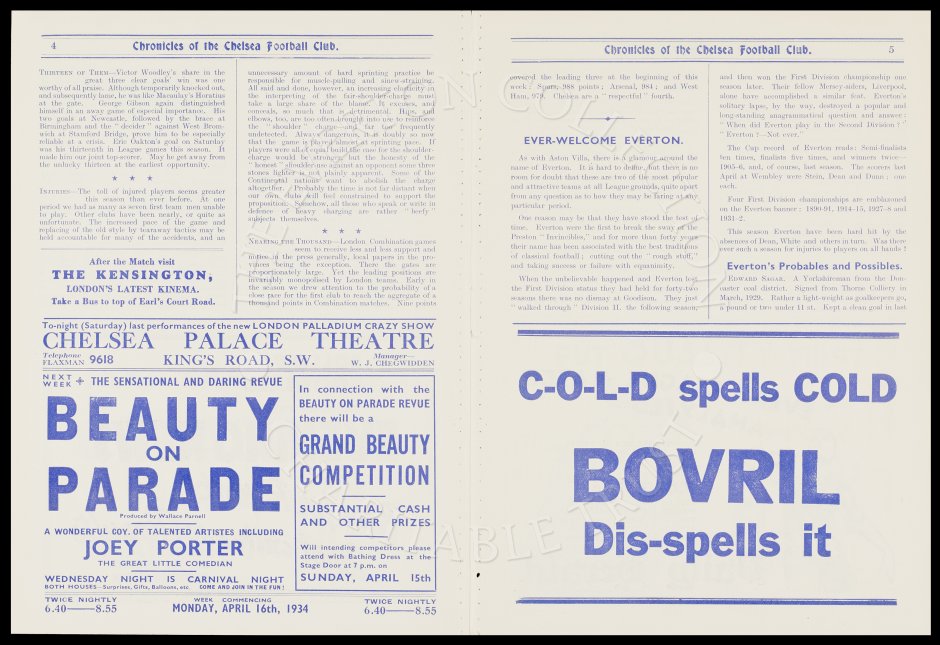 4
Chronicles of the Chelsea Football Club.
THIRTEEN OF THEM—Victor Woodley's share in the
great three clear goals' win was one
worthy of all praise. Although temporarily knocked out,
and subsequently lame, he was like Macaulay's Horatius
at the gate. George Gibson again distinguished
himself in an away game of especial importance. His
two goals at Newcastle, followed by the brace at
Birmingham and the " decider " against West Brom-
wich at Stamford Bridge, prove him to be especially
reliable at a crisis. Eric Oakton's goal on Saturday
was his thirteenth in League games this season. It
made him our joint top-scorer. May he get away from
the unlucky thirteen at the earliest opportunity.
* * *
INJURIES—The toll of injured players seems greater
this season than ever before. At one
period we had as many as seven first team men unable
to play. Other clubs have been nearly, or quite as
unfortunate. The increased pace of the game and
replacing of the old style by tearaway tactics may be
held accountable for many of the accidents, and an
After the Match visit
THE KENSINGTON,
LONDON'S LATEST KINEMA.
Take a Bus to top of Earl's Court Road.
unnecessary amount of hard sprinting practice be
responsible for muscle-pulling and sinew-straining.
All said and done, however, an increasing elasticity in
the interpreting of the fair-shoulder-charge must
take a large share of the blame. It excuses, and
conceals, so much that is detrimental. Hips, and
elbows, too, are too often brought into use to reinforce
the " shoulder " charge—and far too frequently
undetected. Always dangerous, it is doubly so now
that the game is played almost at sprinting pace. If
players were all of equal build the case for the shoulder-
charge would be stronger, but the honesty of the
" honest " shoulder-use against an opponent some three
stones lighter is not plainly apparent. Some of the
Continental nations want to abolish the charge
altogether. Probably the time is not far distant when
our own clubs will feel constrained to support the
proposition. Somehow, all those who speak or write in
defence of heavy charging are rather " beefy "
subjects themselves.
* * *
NEARING THE THOUSAND—London Combination games
seem to receive less and less support and
notice in the press generally, local papers in the pro-
vinces being the exception. There the gates are
proportionately large. Yet the leading positions are
invariably monopolised by London teams. Early in
the season we drew attention to the probability of a
close race for the first club to reach the aggregate of a
thousand points in Combination matches. Nine points
To-night (Saturday) last performances of the new LONDON PALLADIUM CRAZY SHOW
CHELSEA PALACE THEATRE
Telephone FLAXMAN 9618 KING'S ROAD, S.W. Manager— W. J. CHEGWIDDEN
NEXT WEEK + THE SENSATIONAL AND DARING REVUE
BEAUTY
ON
PARADE
Produced by Wallace Parnell
A WONDERFUL COY. OF TALENTED ARTISTES INCLUDING
JOEY PORTER
THE GREAT LITTLE COMEDIAN
WEDNESDAY NIGHT IS CARNIVAL NIGHT
BOTH HOUSES—Surprises, Gifts, Balloons, etc COME AND JOIN IN THE FUN!
In connection with the
BEAUTY ON PARADE REVUE
there will be a
GRAND BEAUTY
COMPETITION
SUBSTANTIAL CASH
AND OTHER PRIZES
Will intending competitors please
attend with Bathing Dress at the
Stage Door at 7 p.m. on
SUNDAY, APRIL 15th
TWICE NIGHTLY
6.40——8.55
WEEK COMMENCING
MONDAY, APRIL 16th, 1934
TWICE NIGHTLY
6.40——8.55
Chronicles of the Chelsea Football Club.
5
covered the leading three at the beginning of this
week : Spurs, 988 points ; Arsenal, 984 ; and West
Ham, 979. Chelsea are a " respectful " fourth.
EVER-WELCOME EVERTON.
As with Aston Villa, there is a glamour around the
name of Everton. It is hard to define, but there is no
room for doubt that these are two of the most popular
and attractive teams at all League grounds, quite apart
from any question as to how they may be faring at any
particular period.
One reason may be that they have stood the test of
time. Everton were the first to break the sway of the
Preston " Invincibles," and for more than forty years
their name has been associated with the best traditions
of classical football ; cutting out the " rough stuff,"
and taking success or failure with equanimity.
When the unbelievable happened and Everton lost
the First Division status they had held for forty-two
seasons there was no dismay at Goodison. They just
" walked through " Division II. the following season,
and then won the First Division championship one
season later. Their fellow Mersey-siders, Liverpool,
alone have accomplished a similar feat. Everton's
solitary lapse, by the way, destroyed a popular and
long-standing anagrammatical question and answer :
" When did Everton play in the Second Division ? "
" Everton ?—Not ever."
The Cup record of Everton reads : Semi-finalists
ten times, finalists five times, and winners twice—
1905-6, and, of course, last season. The scorers last
April at Wembley were Stein, Dean and Dunn ; one
each.
Four First Division championships are emblazoned
on the Everton banner : 1890-91, 1914-15, 1927-8 and
1931-2.
This season Everton have been hard hit by the
absences of Dean, White and others in turn. Was there
ever such a season for injuries to players on all hands !
Everton's Probables and Possibles.
EDWARD SAGAR. A Yorkshireman from the Don-
caster coal district. Signed from Thorne Colliery in
March, 1929. Rather a light-weight as goalkeepers go,
a pound or two under 11 st. Kept a clean goal in last
C-O-L-D spells COLD
BOVRIL
Dis-spells it